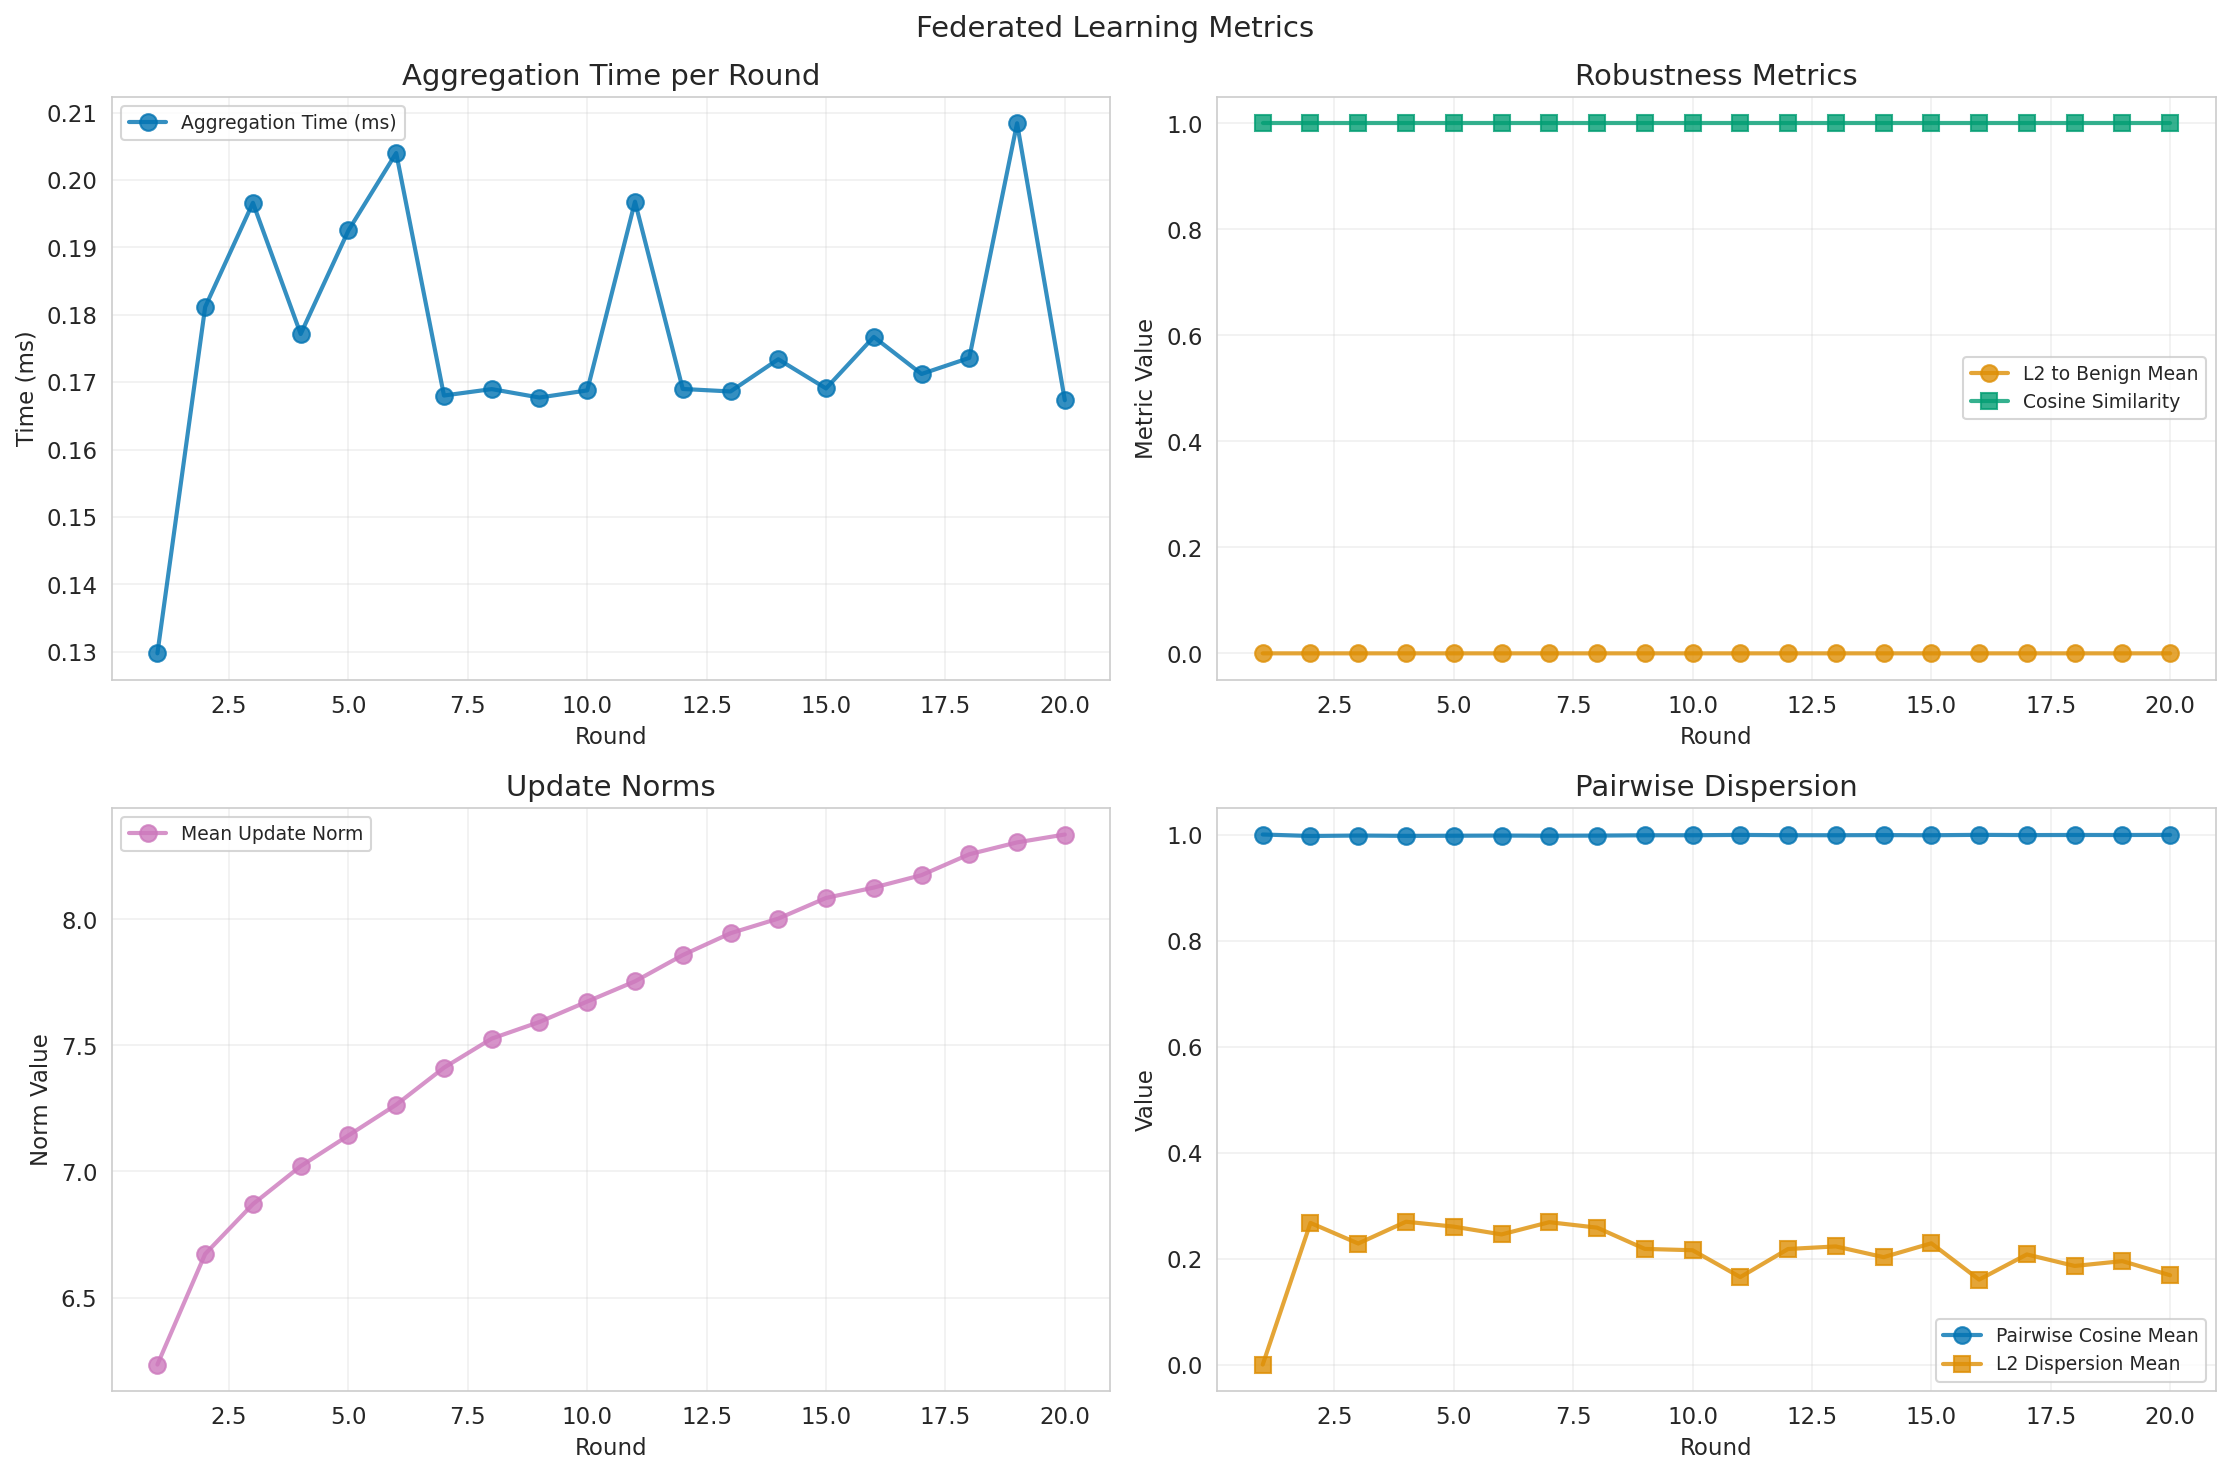 Federated Learning Metrics
Aggregation Time per Round
Aggregation Time (ms)
0.21
0.20
0.19
0.18
0.17
0.16
0.15
0.14
0.13
Time (ms)
2.5 5.0 7.5 10.0 12.5 15.0 17.5 20.0
Round
Robustness Metrics
1.0
0.8
0.6
0.4
0.2
0.0
Metric Value
L2 to Benign Mean
Cosine Similarity
2.5 5.0 7.5 10.0 12.5 15.0 17.5 20.0
Round
Update Norms
Mean Update Norm
8.0
7.5
7.0
6.5
Norm Value
2.5 5.0 7.5 10.0 12.5 15.0 17.5 20.0
Round
Pairwise Dispersion
1.0
0.8
0.6
0.4
0.2
0.0
Value
Pairwise Cosine Mean
L2 Dispersion Mean
2.5 5.0 7.5 10.0 12.5 15.0 17.5 20.0
Round